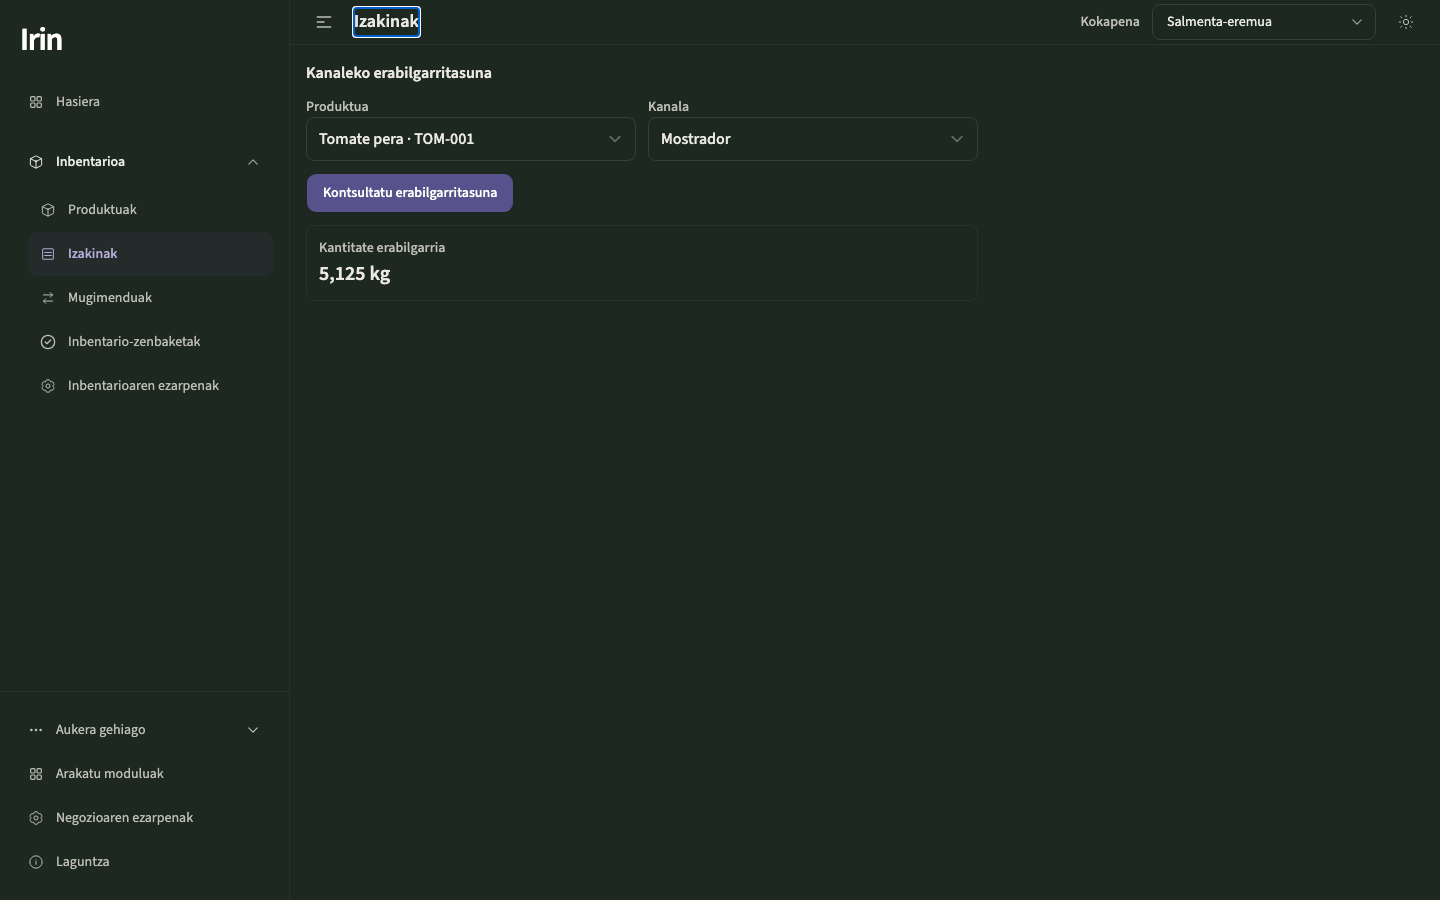 Irin
Hasiera
Inbentarioa
Produktuak
Izakinak
Mugimenduak
Inbentario-zenbaketak
Inbentarioaren ezarpenak
Aukera gehiago
Arakatu moduluak
Negozioaren ezarpenak
Laguntza
Izakinak
Kokapena
Salmenta-eremua
Kanaleko erabilgarritasuna
Produktua
Kanala
Tomate pera · TOM-001
Mostrador
Kontsultatu erabilgarritasuna
Kantitate erabilgarria
5,125 kg